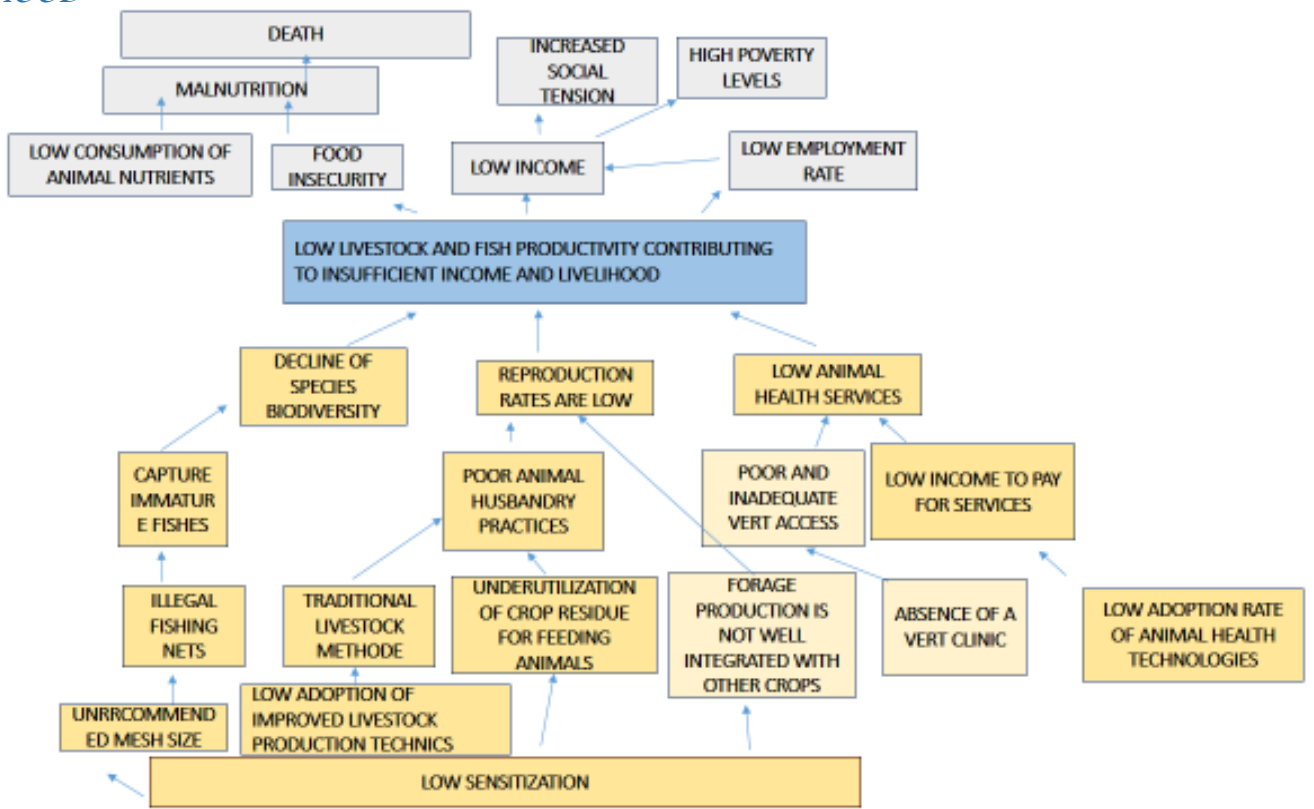 DEATH
INCREASED
SOCIAL
TENSION
HIGH POVERTY
LEVELS
MALNUTRITION
LOW CONSUMPTION OF
ANIMAL NUTRIENTS
FOOD
INSECURITY
LOW INCOME
LOW EMPLOYMENT
RATE
LOW LIVESTOCK AND FISH PRODUCTIVITY CONTRIBUTING
TO INSUFFICIENT INCOME AND LIVELIHOOD
DECLINE OF
SPECIES
BIODIVERSITY
REPRODUCTION
RATES ARE LOW
LOW ANIMAL
HEALTH SERVICES
CAPTURE
IMMATUR
E FISHES
POOR ANIMAL
HUSBANDRY
PRACTICES
POOR AND
INADEQUATE
VERT ACCESS
LOW INCOME TO PAY
FOR SERVICES
ILLEGAL
FISHING
NETS
TRADITIONAL
LIVESTOCK
METHODE
UNDERUTILIZATION
OF CROP RESIDUE
FOR FEEDING
ANIMALS
FORAGE
PRODUCTION IS
NOT WELL
INTEGRATED WITH
OTHER CROPS
ABSENCE OF A
VERT CLINIC
LOW ADOPTION RATE
OF ANIMAL HEALTH
TECHNOLOGIES
UNRRCOMMEND
ED MESH SIZE
LOW ADOPTION OF
IMPROVED LIVESTOCK
PRODUCTION TECHNICS
LOW SENSITIZATION